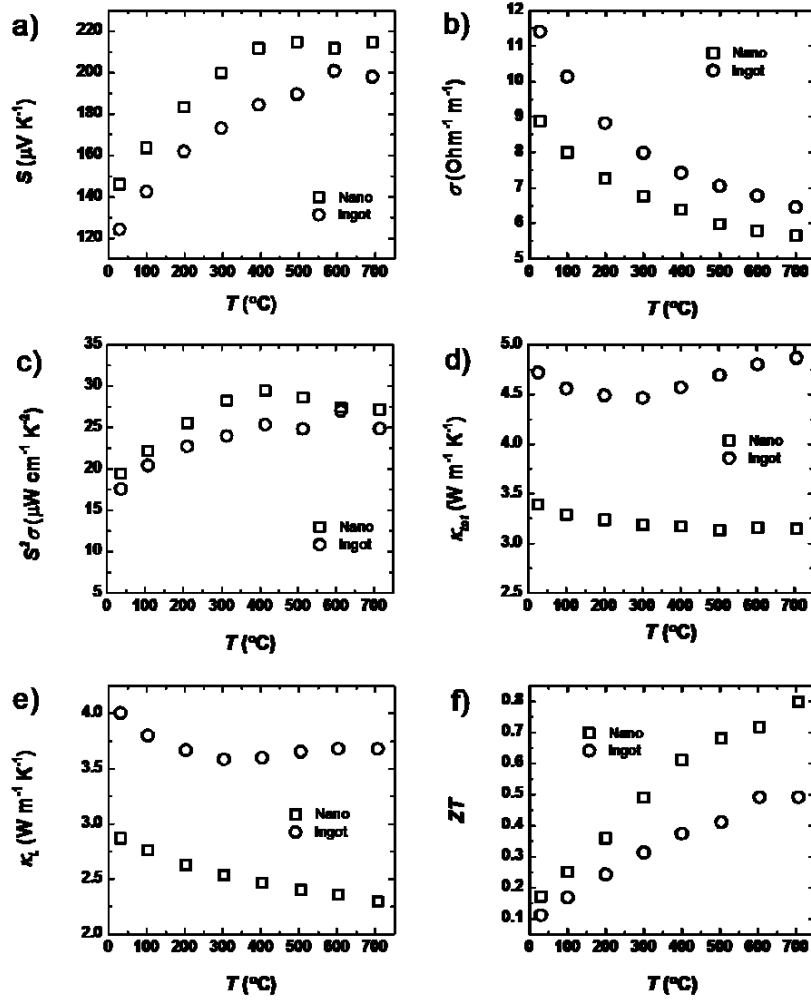 a)
S (μV K⁻¹)
220
200
180
160
140
120
Nano
Ingot
0 100 200 300 400 500 600 700
T (°C)
b)
σ (Ohm⁻¹ m⁻¹)
12
11
10
9
8
7
6
5
Nano
Ingot
0 100 200 300 400 500 600 700
T (°C)
c)
S² σ (μW cm⁻¹ K⁻²)
35
30
25
20
15
10
5
Nano
Ingot
0 100 200 300 400 500 600 700
T (°C)
d)
κtot (W m⁻¹ K⁻¹)
5.0
4.5
4.0
3.5
3.0
2.5
Nano
Ingot
0 100 200 300 400 500 600 700
T (°C)
e)
κL (W m⁻¹ K⁻¹)
4.0
3.5
3.0
2.5
2.0
Nano
Ingot
0 100 200 300 400 500 600 700
T (°C)
f)
ZT
0.8
0.7
0.6
0.5
0.4
0.3
0.2
0.1
Nano
Ingot
0 100 200 300 400 500 600 700
T (°C)